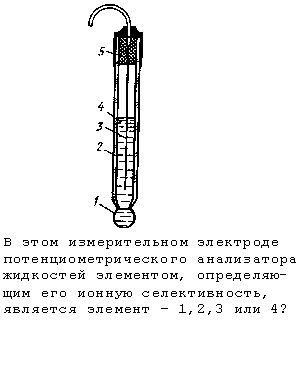 5
4
3
2
1
В этом измерительном электроде
потенциометрического анализатора
жидкостей элементом, определяю-
щим его ионную селективность,
является элемент - 1,2,3 или 4?